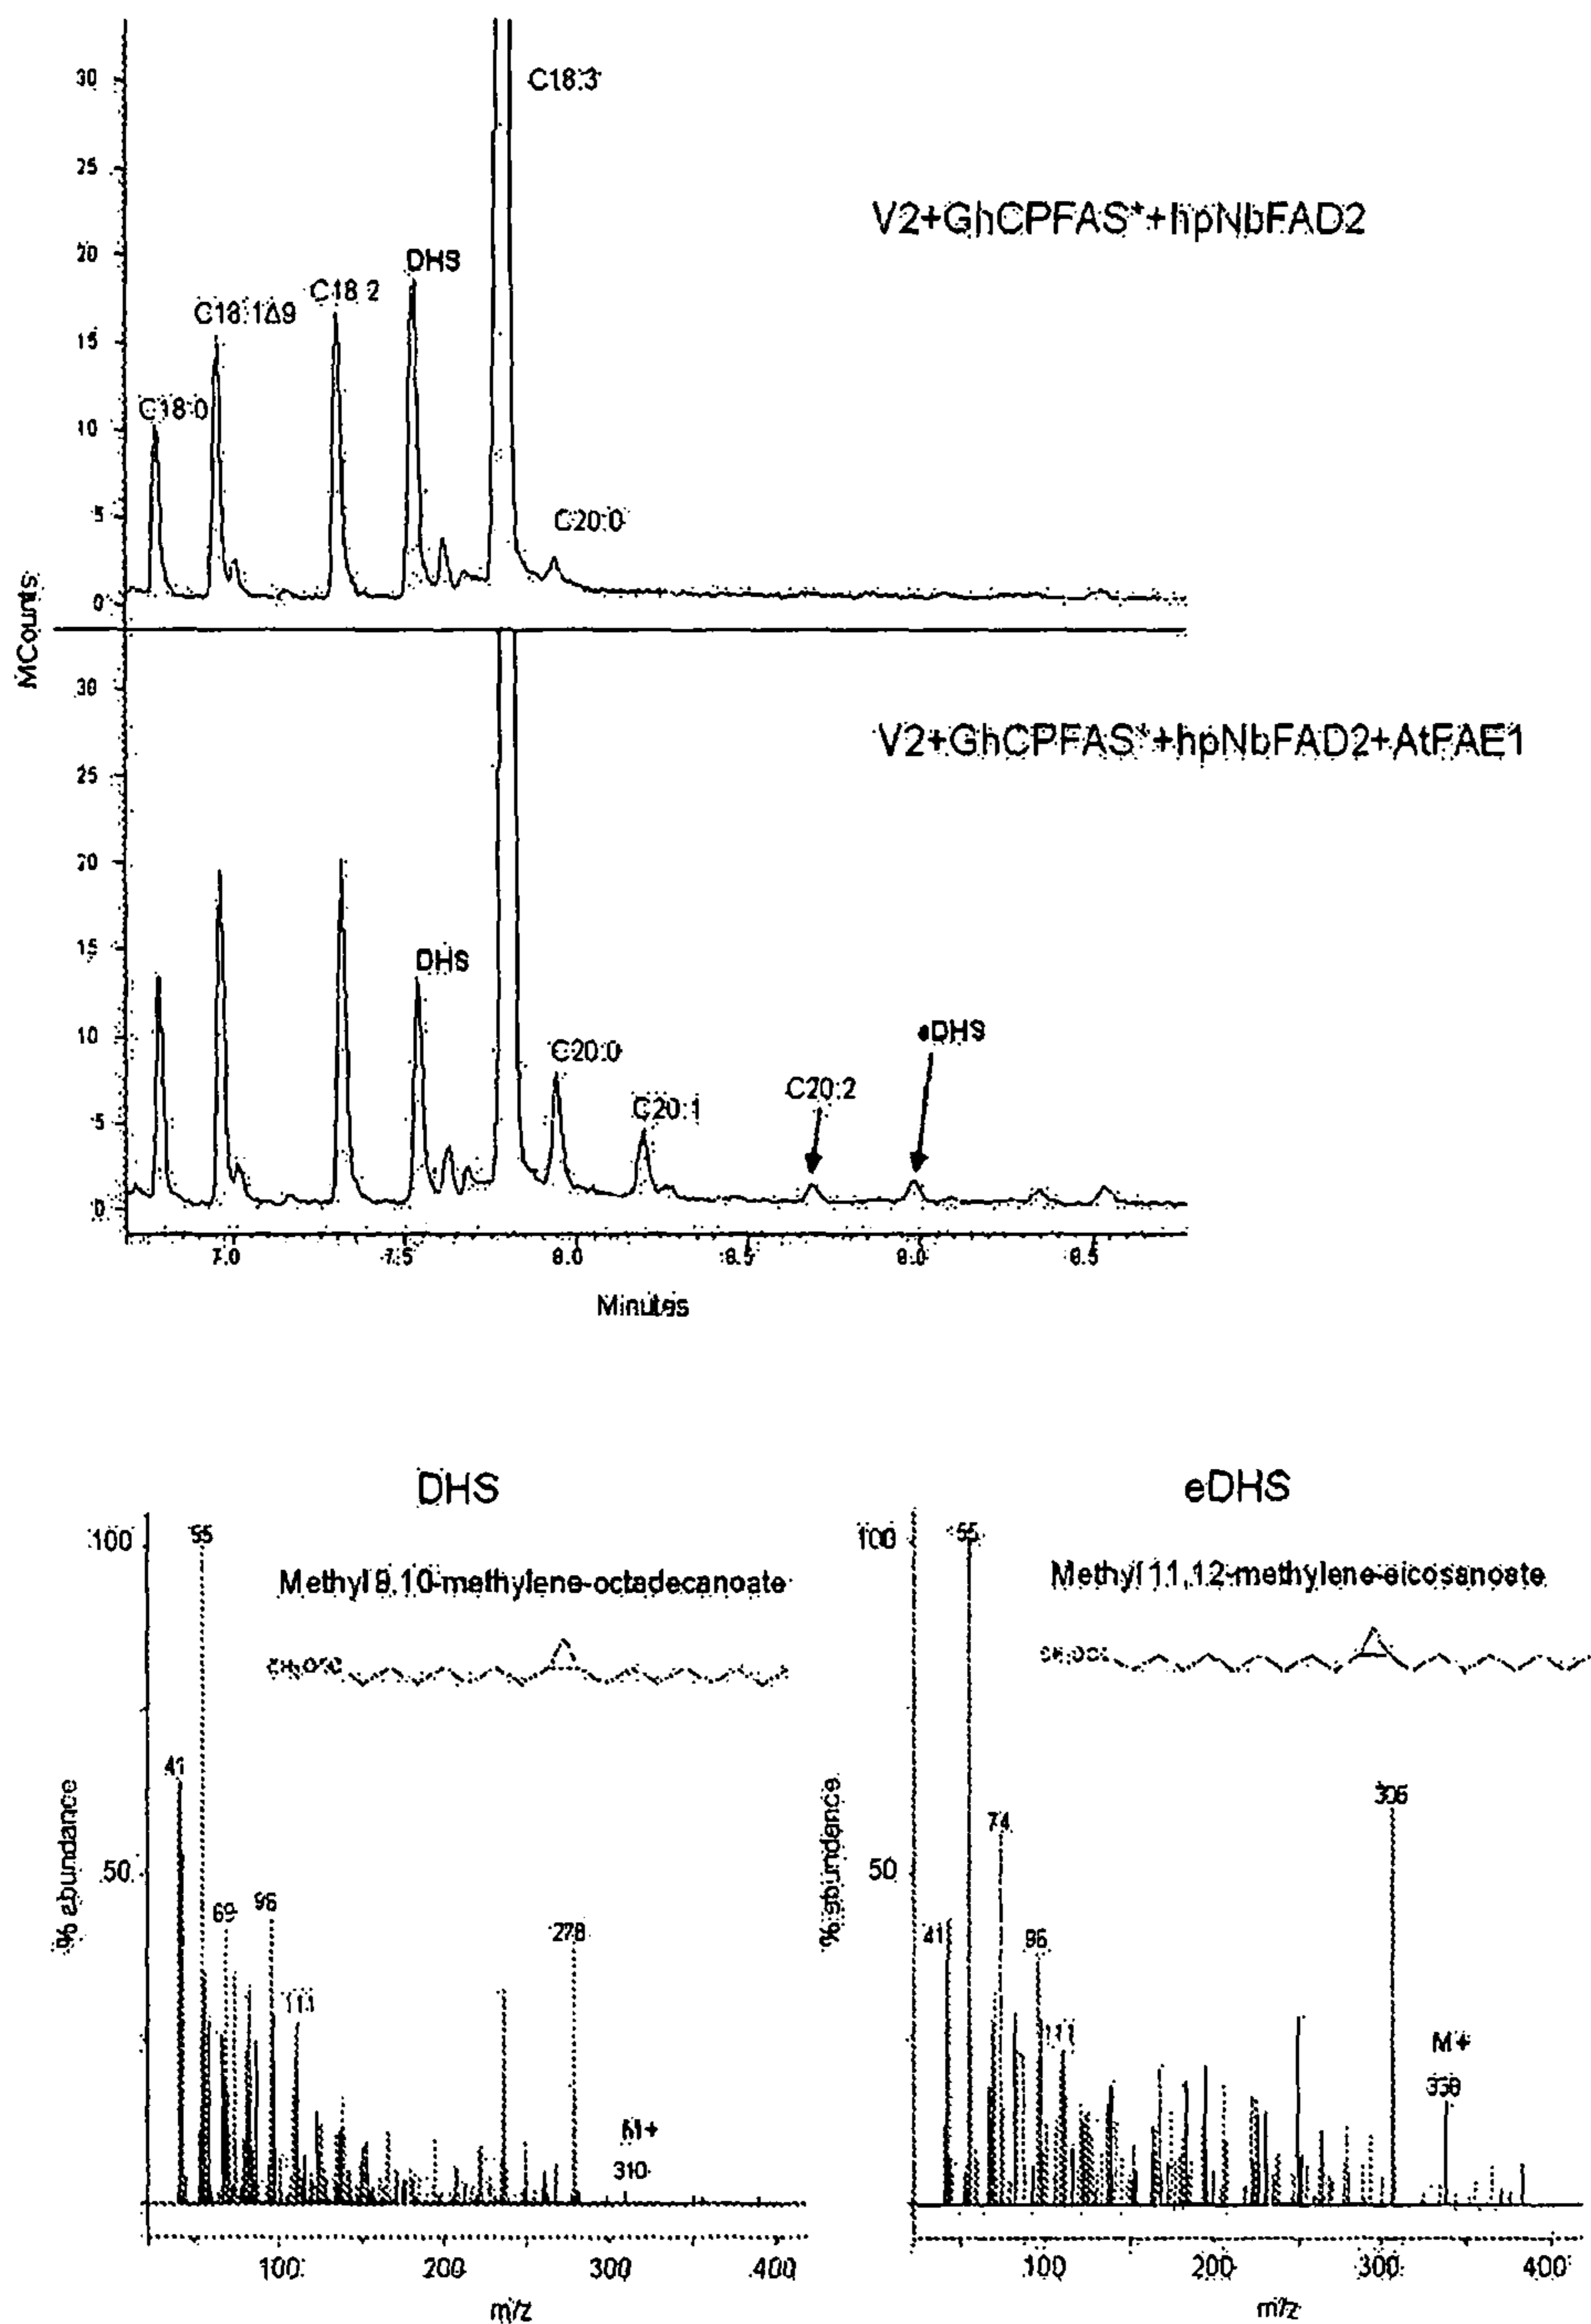 30
C18:3
25
V2+GhCPFAS*+hpNbFAD2
20
DHS
C18:2
C18:1Δ9
15
C18:0
10
5
C20:0
0
MCounts
30
V2+GhCPFAS*+hpNbFAD2+AtFAE1
25
20
15
DHS
10
eDHS
C20:0
C20:2
C20:1
5
0
7.0 7.5 8.0 8.5
Minutes
DHS
100
55
Methyl 9,10-methylene-octadecanoate
41
% abundance
50
69
96
278
111
M+
310
100 200 300 400
m/z
eDHS
100
55
Methyl 11,12-methylene-eicosanoate
306
74
% abundance
50
41
96
111
M+
100 200 300 400
m/z